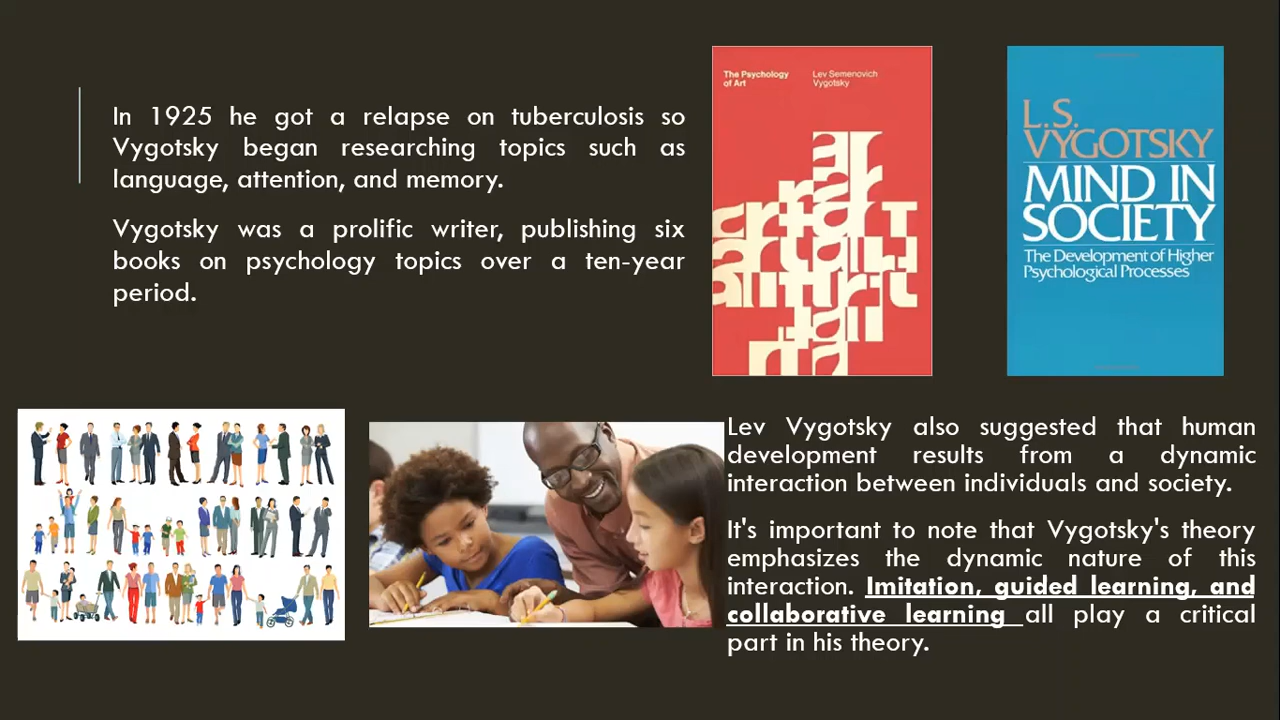 In 1925 he got a relapse on tuberculosis so
Vygotsky began researching topics such as
language, attention, and memory.
Vygotsky was a prolific writer, publishing six
books on psychology topics over a ten-year
period.
The Psychology
of Art
Lev Semenovich
Vygotsky
L.S.
VYGOTSKY
MIND IN
SOCIETY
The Development of Higher
Psychological Processes
Lev Vygotsky also suggested that human
development results from a dynamic
interaction between individuals and society.
It's important to note that Vygotsky's theory
emphasizes the dynamic nature of this
interaction. Imitation, guided learning, and
collaborative learning all play a critical
part in his theory.